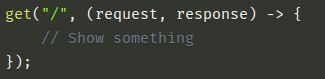 get("/", (request, response) -> {
    // Show something
});